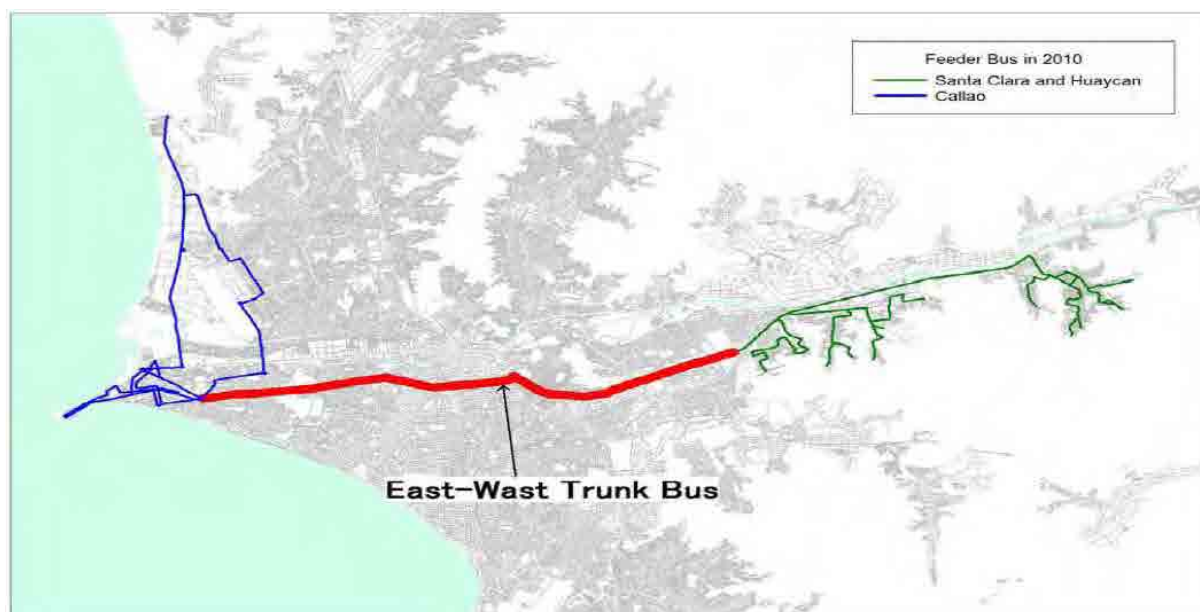 Feeder Bus in 2010
Santa Clara and Huaycan
Callao
East-Wast Trunk Bus